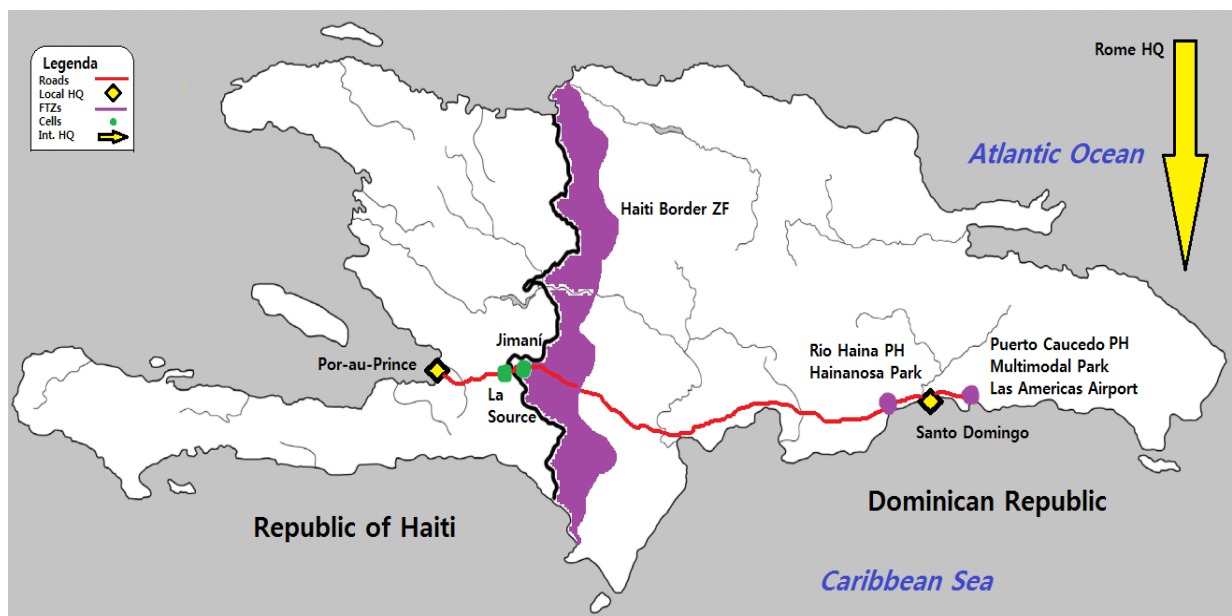 Legenda
Roads
Local HQ
FTZs
Cells
Int. HQ
Rome HQ
Atlantic Ocean
Haiti Border ZF
Jimaní
Por-au-Prince
La
Source
Rio Haina PH
Hainanosa Park
Puerto Caucedo PH
Multimodal Park
Las Americas Airport
Santo Domingo
Dominican Republic
Republic of Haiti
Caribbean Sea